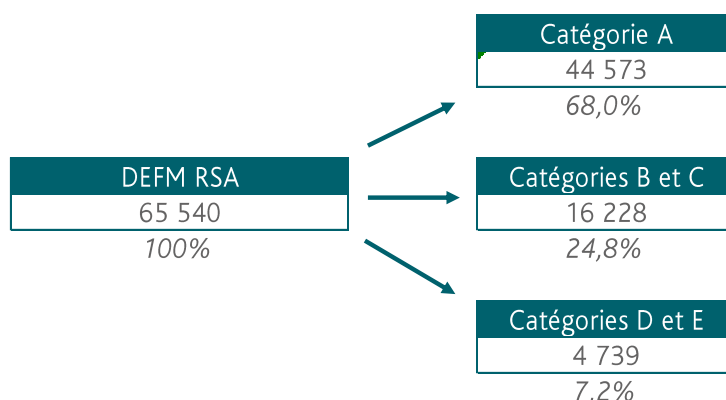 Catégorie A
44 573
68,0%
DEFM RSA
65 540
100%
Catégories B et C
16 228
24,8%
Catégories D et E
4 739
7,2%